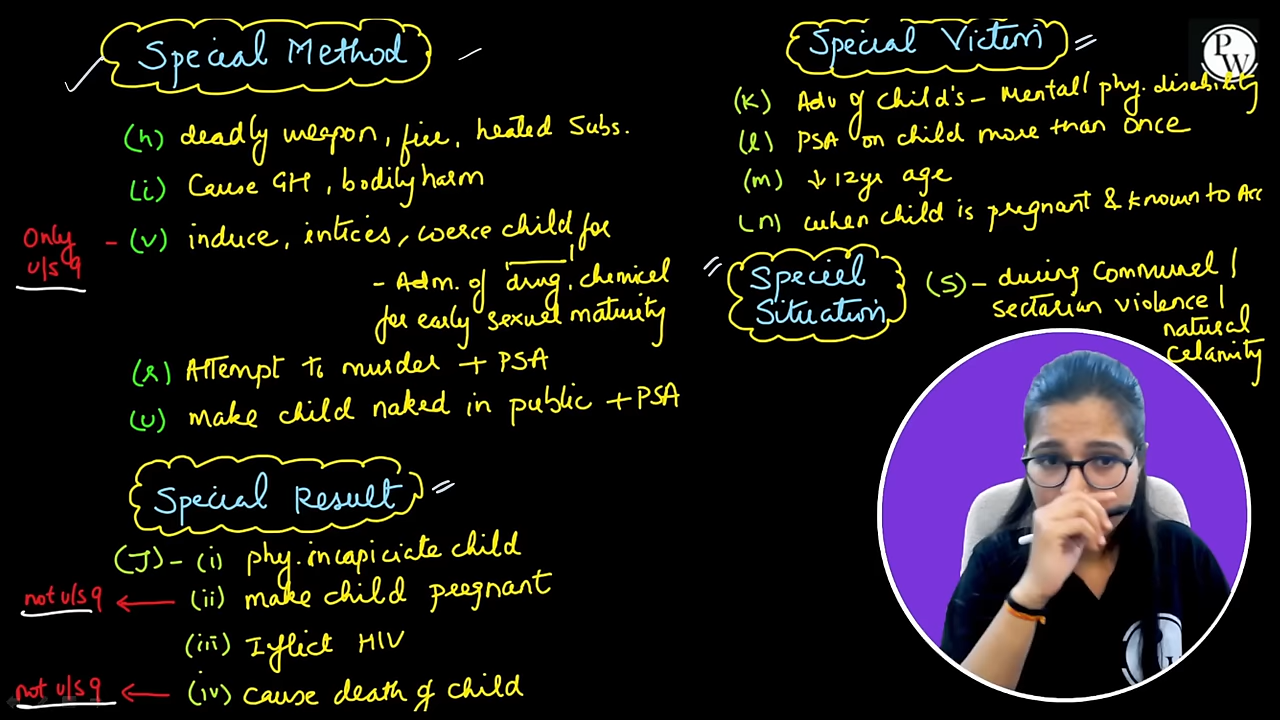 Special Method
(h) deadly weapon, fire, heated Subs.
(i) Cause GH, bodily harm
Only u/s 9 - (v) induce, entices, coerce child for
- Adm. of drug, chemical
for early sexual maturity
(r) Attempt to murder + PSA
(u) make child naked in public + PSA
Special Result
(J) - (i) phy. incapiciate child
not u/s 9 ← (ii) make child pregnant
(iii) Inflict HIV
not u/s 9 ← (iv) cause death of child
Special Victim
(k) Adv of child's - Mental/ phy. disability
(l) PSA on child more than once
(m) ↓ 12yr age
(n) when child is pregnant & known to Acc
Special
Situation
(S) - during Communal /
sectarian violence /
natural
calamity
PW
PW